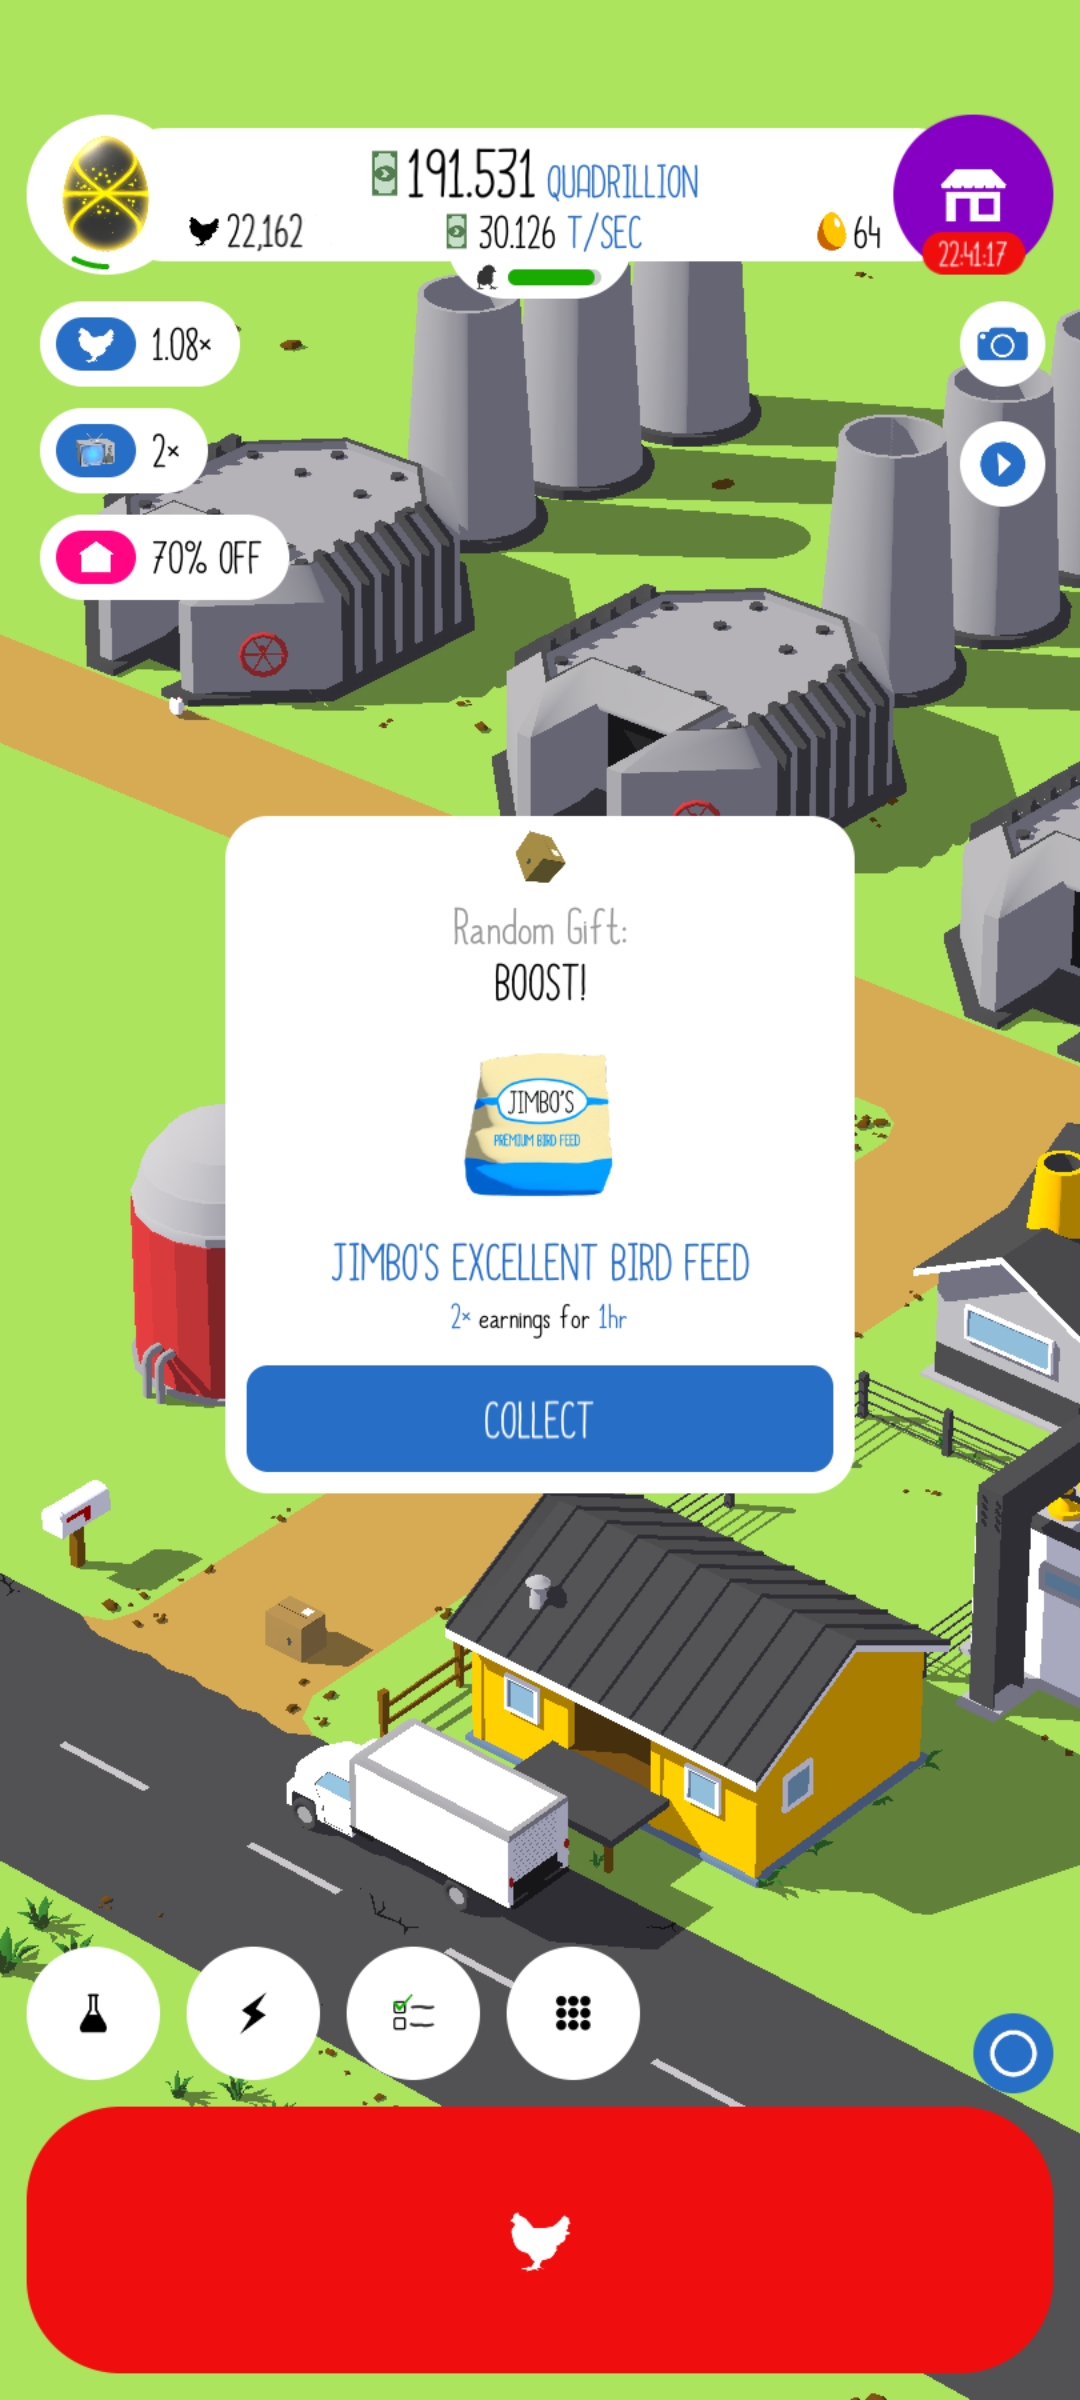 191.531 QUADRILLION
22,162
30.126 T/SEC
64
22:41:17
1.08×
2×
70% OFF
Random Gift:
BOOST!
JIMBO'S
PREMIUM BIRD FEED
JIMBO'S EXCELLENT BIRD FEED
2× earnings for 1hr
COLLECT